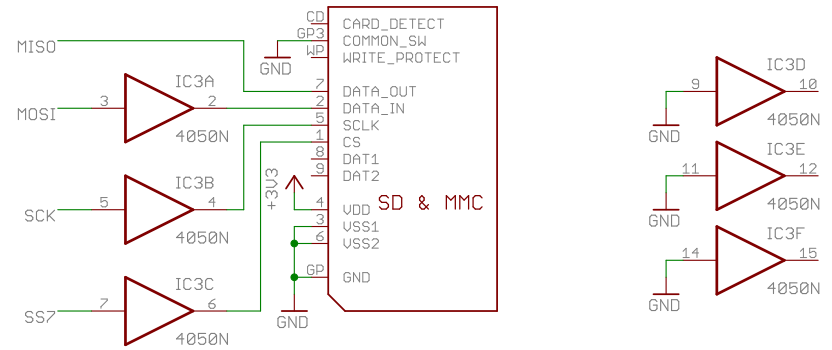 CD CARD_DETECT
GP3 COMMON_SW
WP WRITE_PROTECT
MISO
GND
7 DATA_OUT
IC3A
MOSI 3 2
4050N
2 DATA_IN
5 SCLK
1 CS
8 DAT1
9 DAT2
IC3B
SCK 5 4
4050N
+3V3
SD & MMC
4 VDD
3 VSS1
6 VSS2
GP GND
GND
IC3C
SS7 7 6
4050N
IC3D
9 10
GND
4050N
IC3E
11 12
GND
4050N
IC3F
14 15
GND
4050N